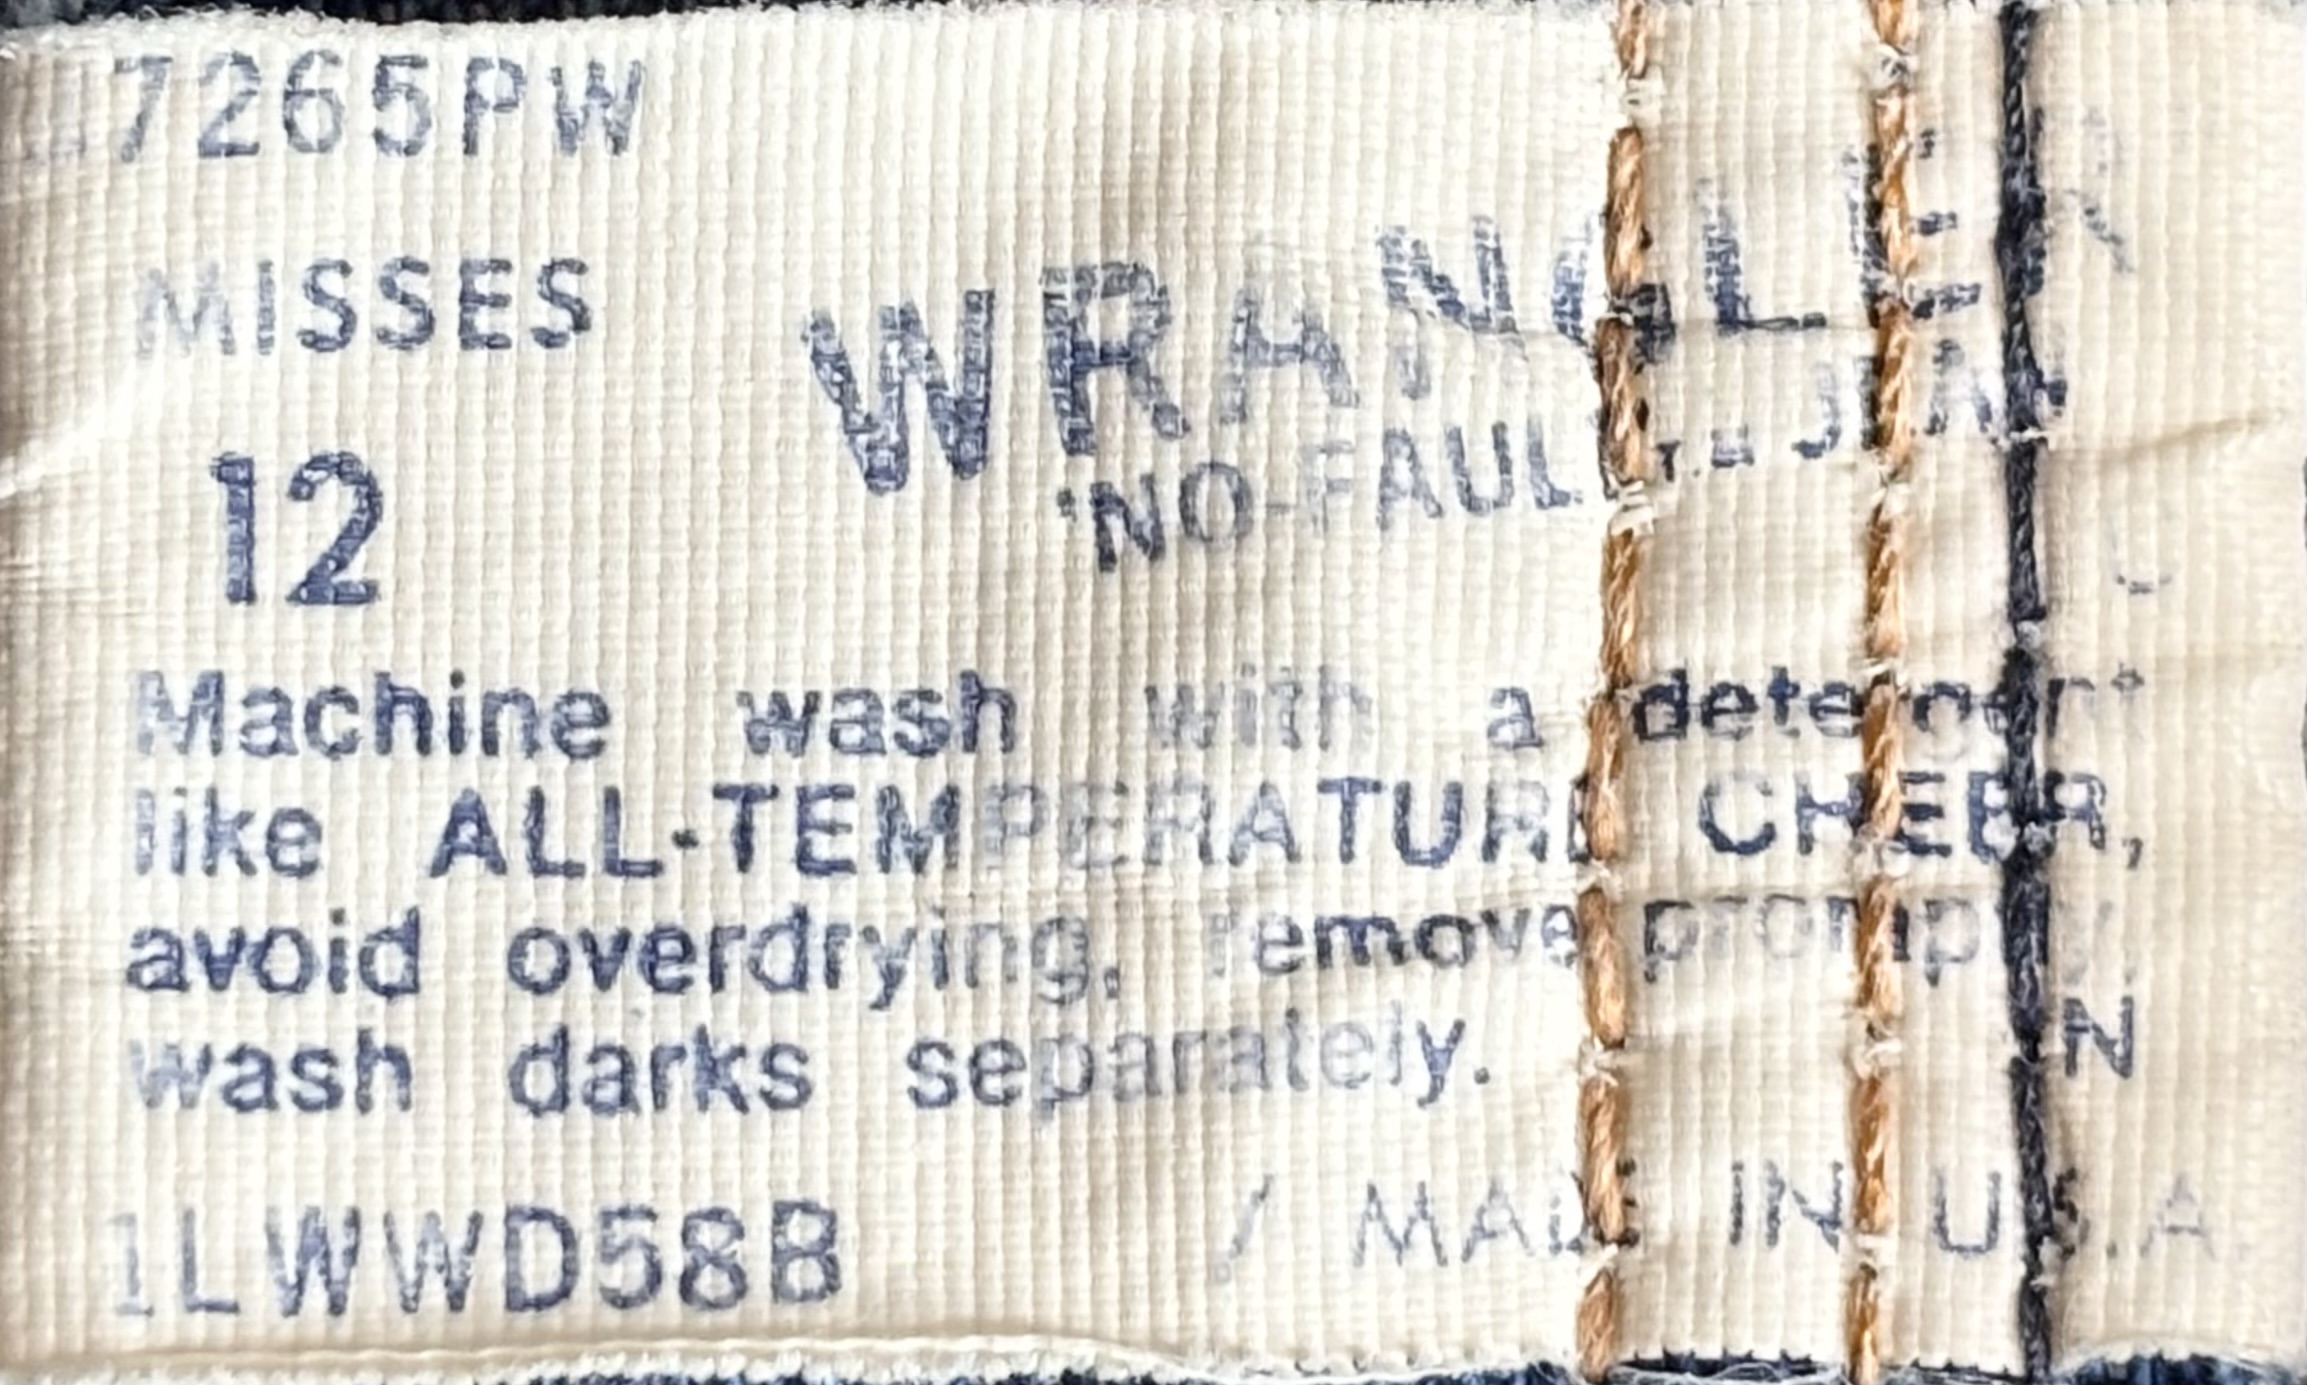 7265PW
MISSES
WRANGLER
12
'NO-FAULT'
Machine wash with a detergent
like ALL-TEMPERATURE CHEER,
avoid overdrying, remove promptly,
wash darks separately.
N
1LWWD58B / MADE IN U.S.A.